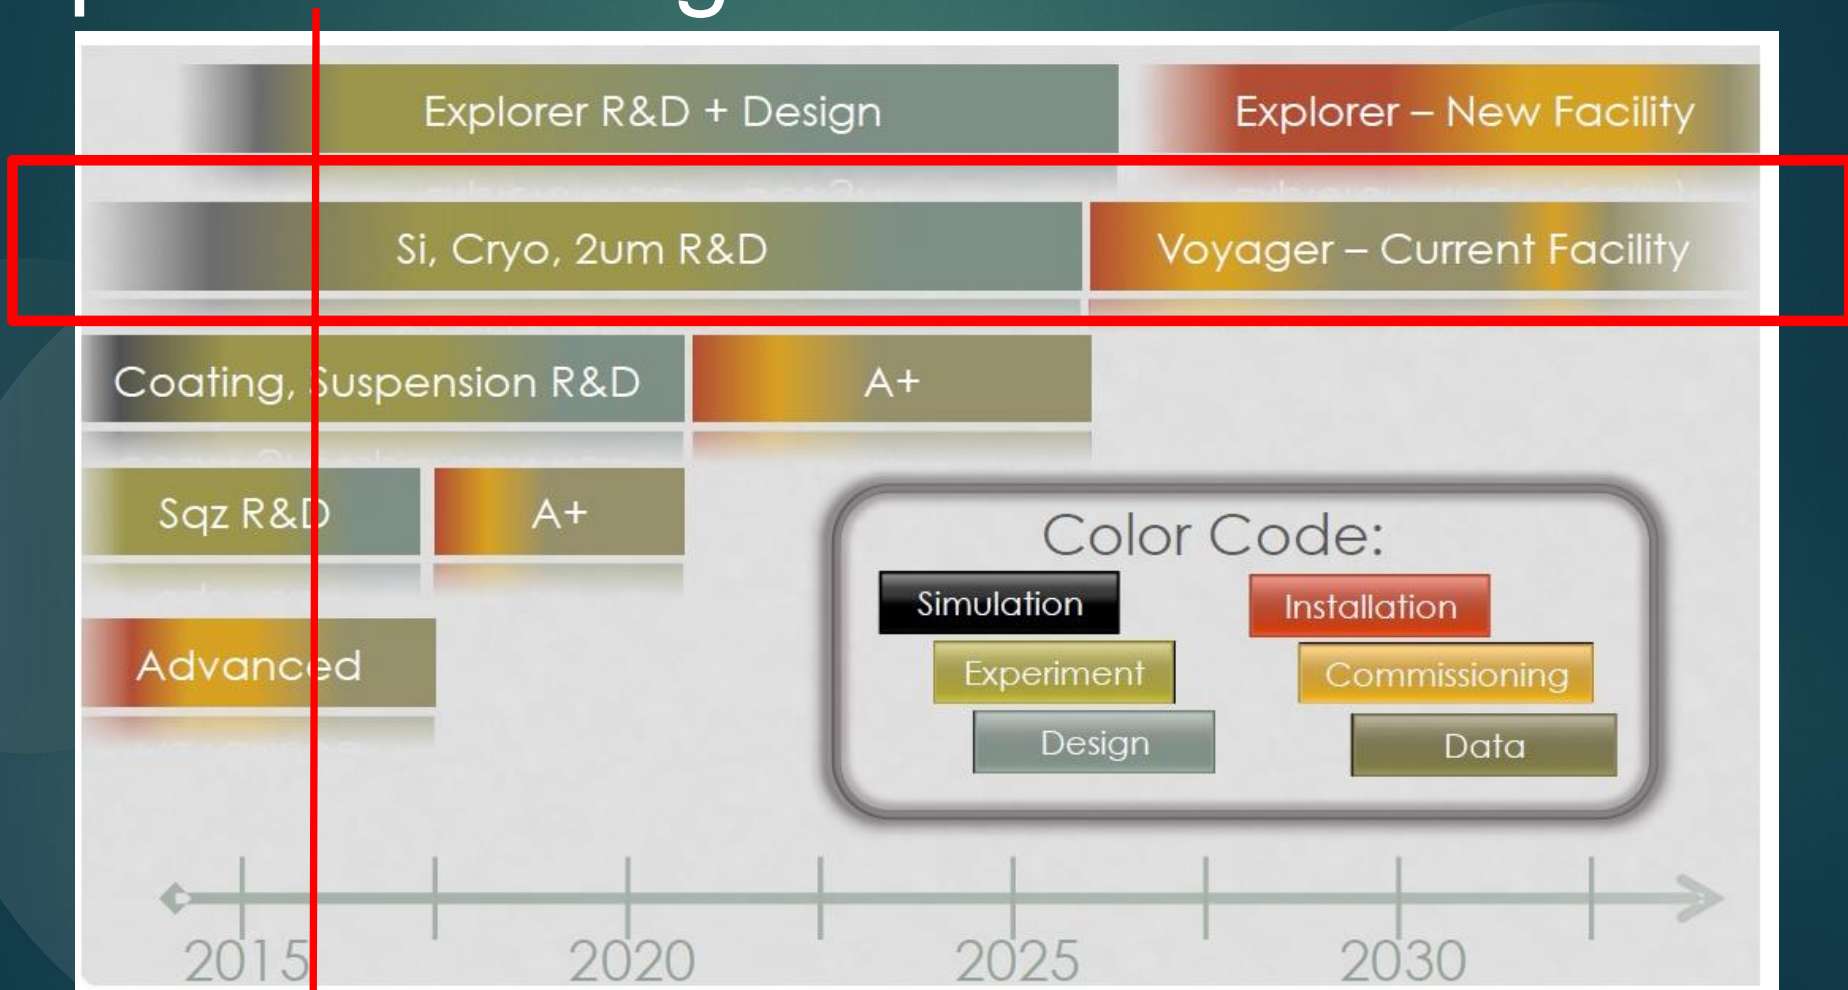 Explorer R&D + Design
Explorer – New Facility
Si, Cryo, 2um R&D
Voyager – Current Facility
Coating, Suspension R&D
A+
Sqz R&D
A+
Advanced
Color Code:
Simulation
Installation
Experiment
Commissioning
Design
Data
2015
2020
2025
2030